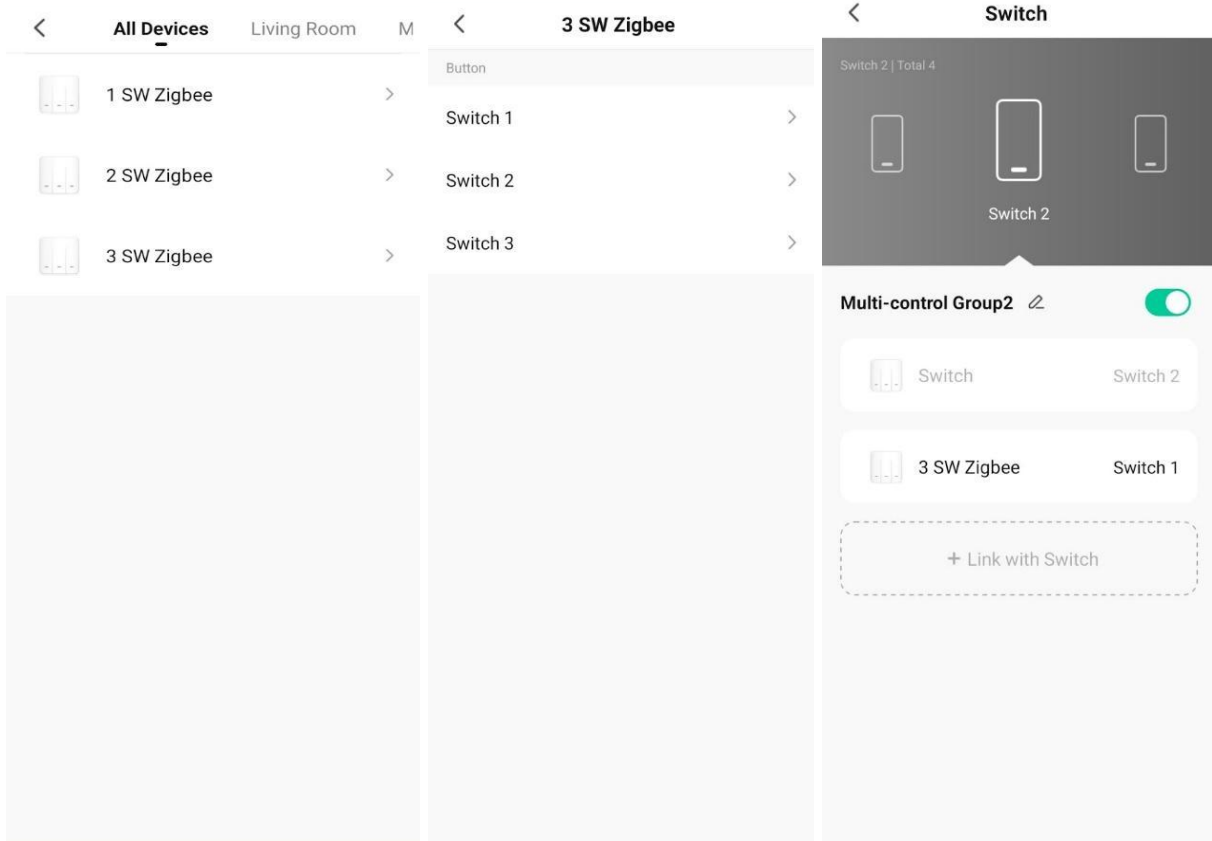 All Devices Living Room M
1 SW Zigbee
2 SW Zigbee
3 SW Zigbee
3 SW Zigbee
Button
Switch 1
Switch 2
Switch 3
Switch
Switch 2 | Total 4
Switch 2
Multi-control Group2
Switch Switch 2
3 SW Zigbee Switch 1
+ Link with Switch